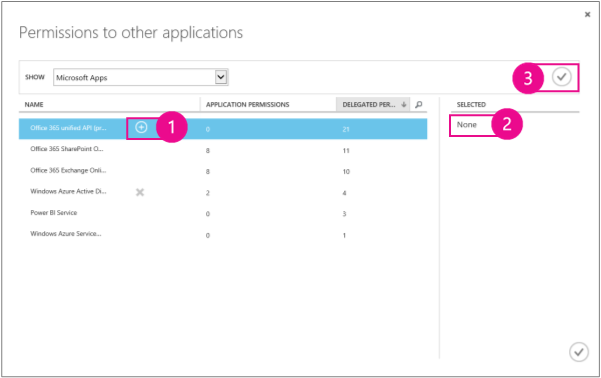 Permissions to other applications
SHOW Microsoft Apps
3
NAME APPLICATION PERMISSIONS DELEGATED PER... SELECTED
Office 365 unified API (pr... 1 0 21 None 2
Office 365 SharePoint O... 8 11
Office 365 Exchange Onli... 8 10
Windows Azure Active Di... 2 4
Power BI Service 0 3
Windows Azure Service... 0 1